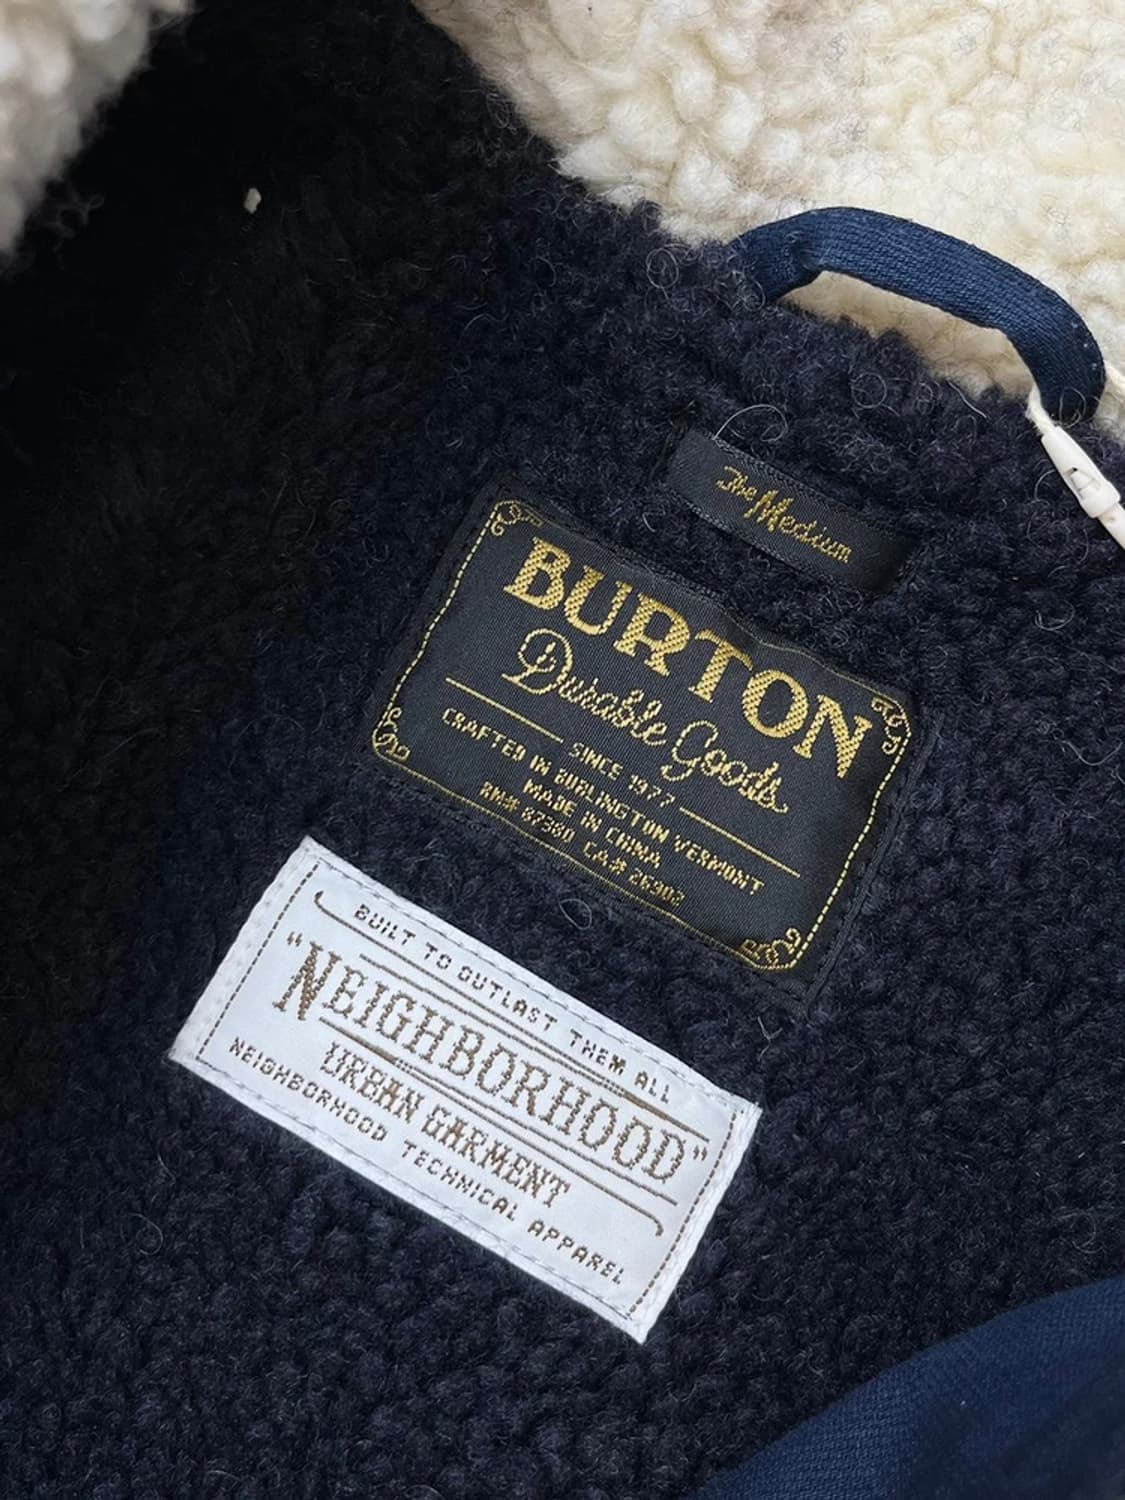 The Medium
BURTON
Durable Goods
SINCE 1977
CRAFTED IN BURLINGTON VERMONT
MADE IN CHINA
RN# 87380 CA# 26902
BUILT TO OUTLAST THEM ALL
"NEIGHBORHOOD"
URBAN GARMENT
NEIGHBORHOOD TECHNICAL APPAREL